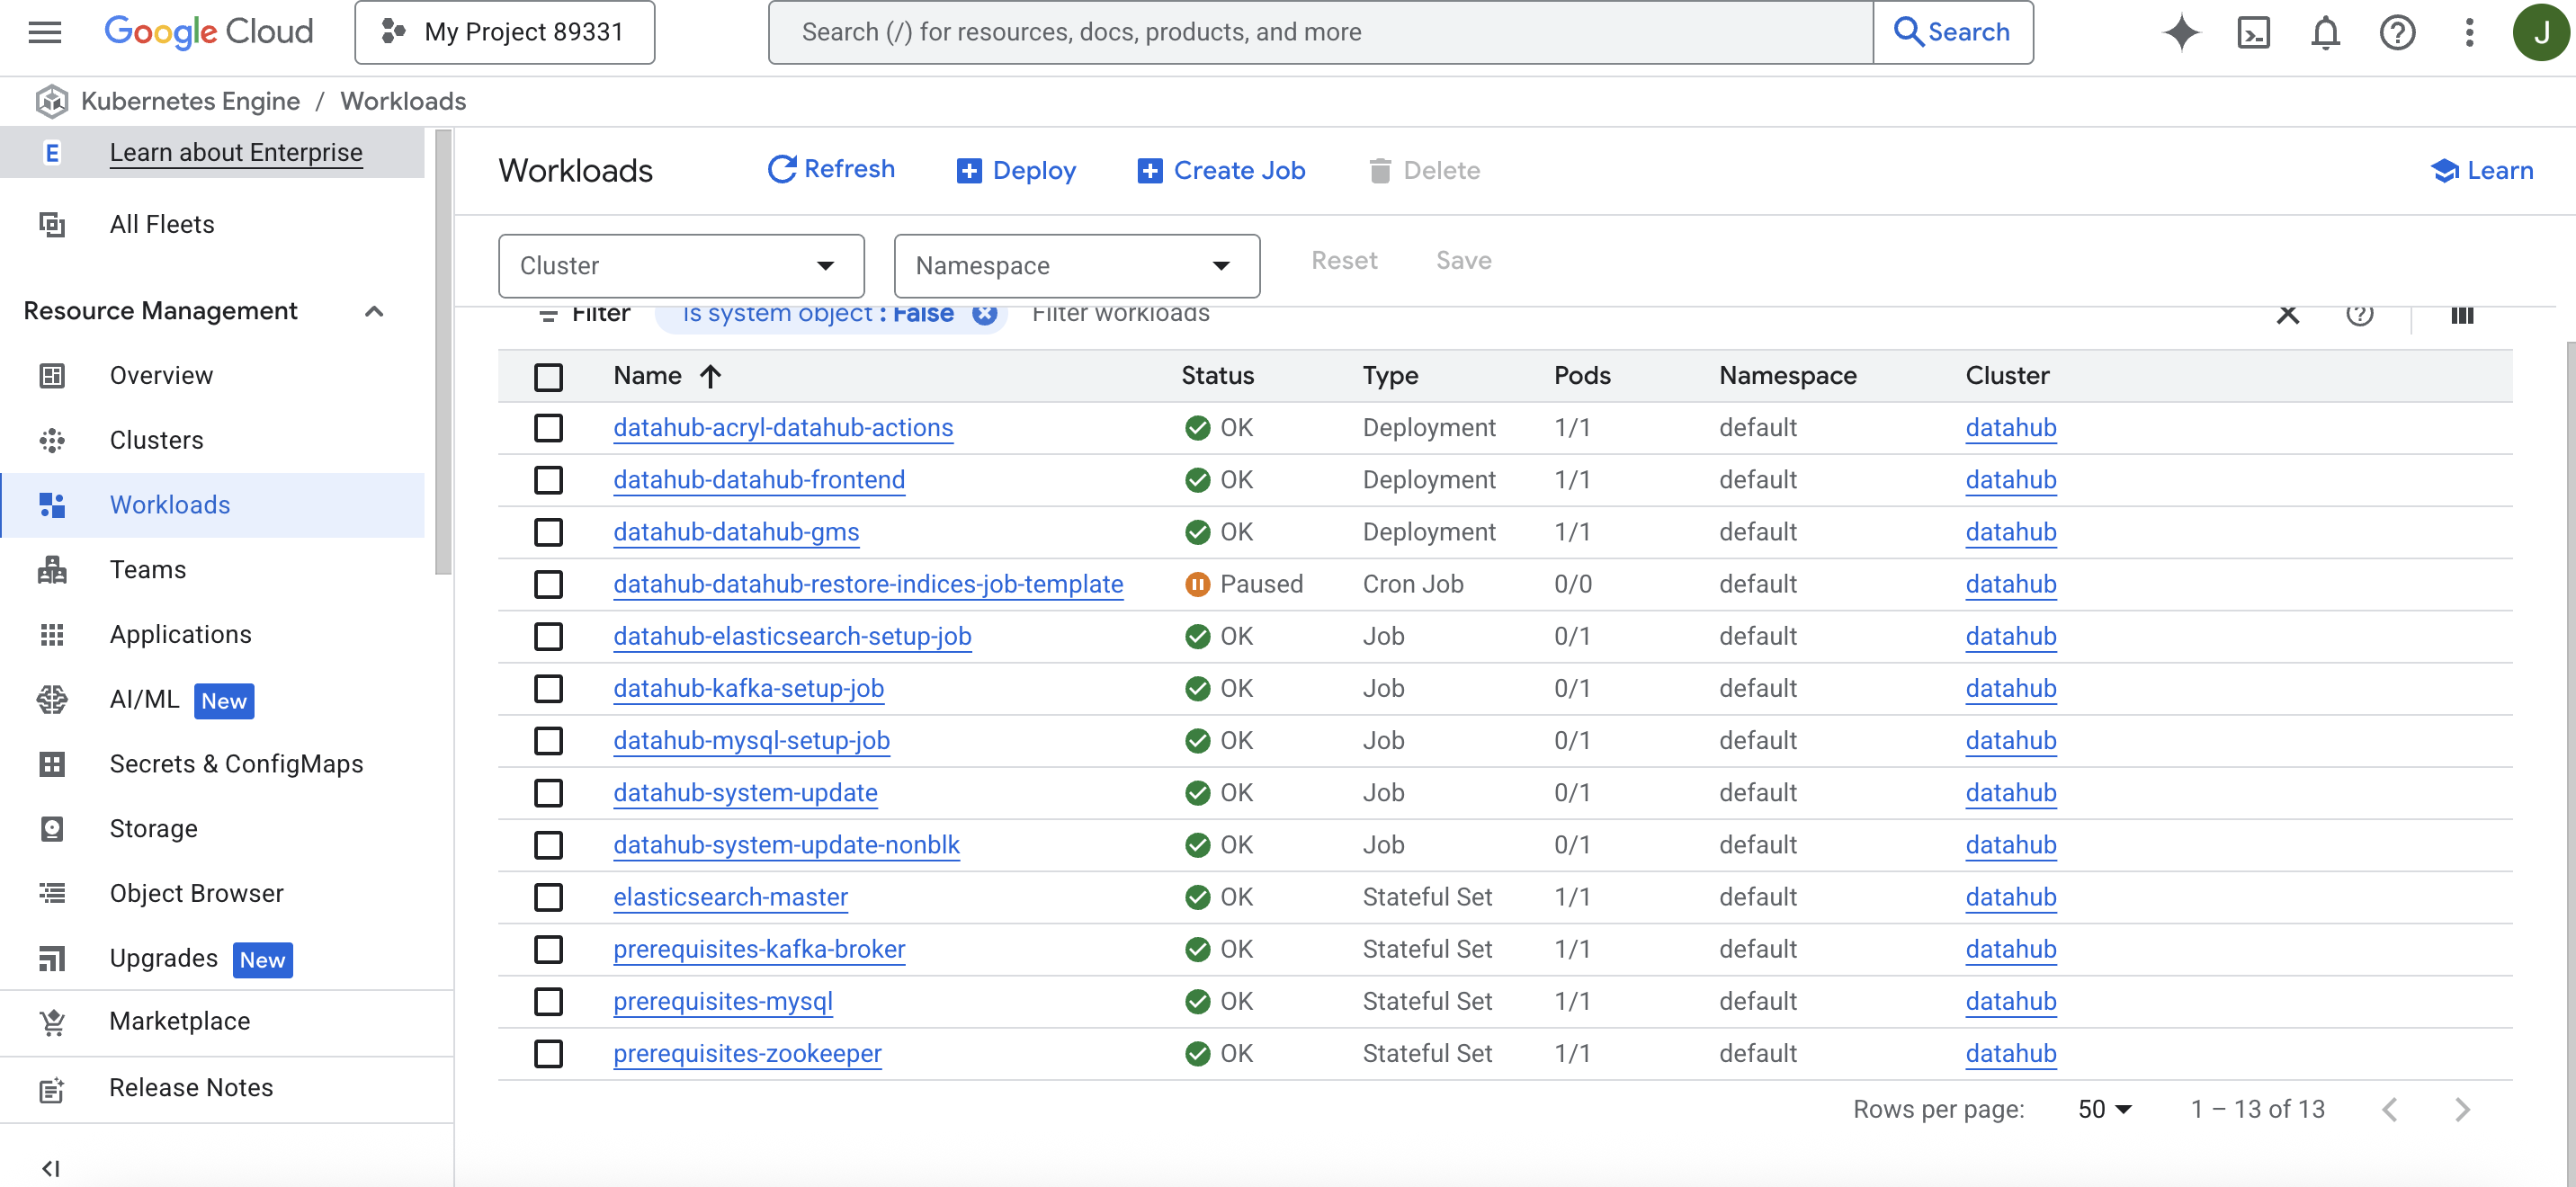 Google Cloud
My Project 89331
Search (/) for resources, docs, products, and more
Search
J
Kubernetes Engine / Workloads
E Learn about Enterprise
All Fleets
Resource Management
Overview
Clusters
Workloads
Teams
Applications
AI/ML New
Secrets & ConfigMaps
Storage
Object Browser
Upgrades New
Marketplace
Release Notes
Workloads
Refresh
Deploy
Create Job
Delete
Learn
Cluster
Namespace
Reset
Save
Filter Is system object : False Filter workloads
Name Status Type Pods Namespace Cluster
datahub-acryl-datahub-actions OK Deployment 1/1 default datahub
datahub-datahub-frontend OK Deployment 1/1 default datahub
datahub-datahub-gms OK Deployment 1/1 default datahub
datahub-datahub-restore-indices-job-template Paused Cron Job 0/0 default datahub
datahub-elasticsearch-setup-job OK Job 0/1 default datahub
datahub-kafka-setup-job OK Job 0/1 default datahub
datahub-mysql-setup-job OK Job 0/1 default datahub
datahub-system-update OK Job 0/1 default datahub
datahub-system-update-nonblk OK Job 0/1 default datahub
elasticsearch-master OK Stateful Set 1/1 default datahub
prerequisites-kafka-broker OK Stateful Set 1/1 default datahub
prerequisites-mysql OK Stateful Set 1/1 default datahub
prerequisites-zookeeper OK Stateful Set 1/1 default datahub
Rows per page: 50 1 – 13 of 13